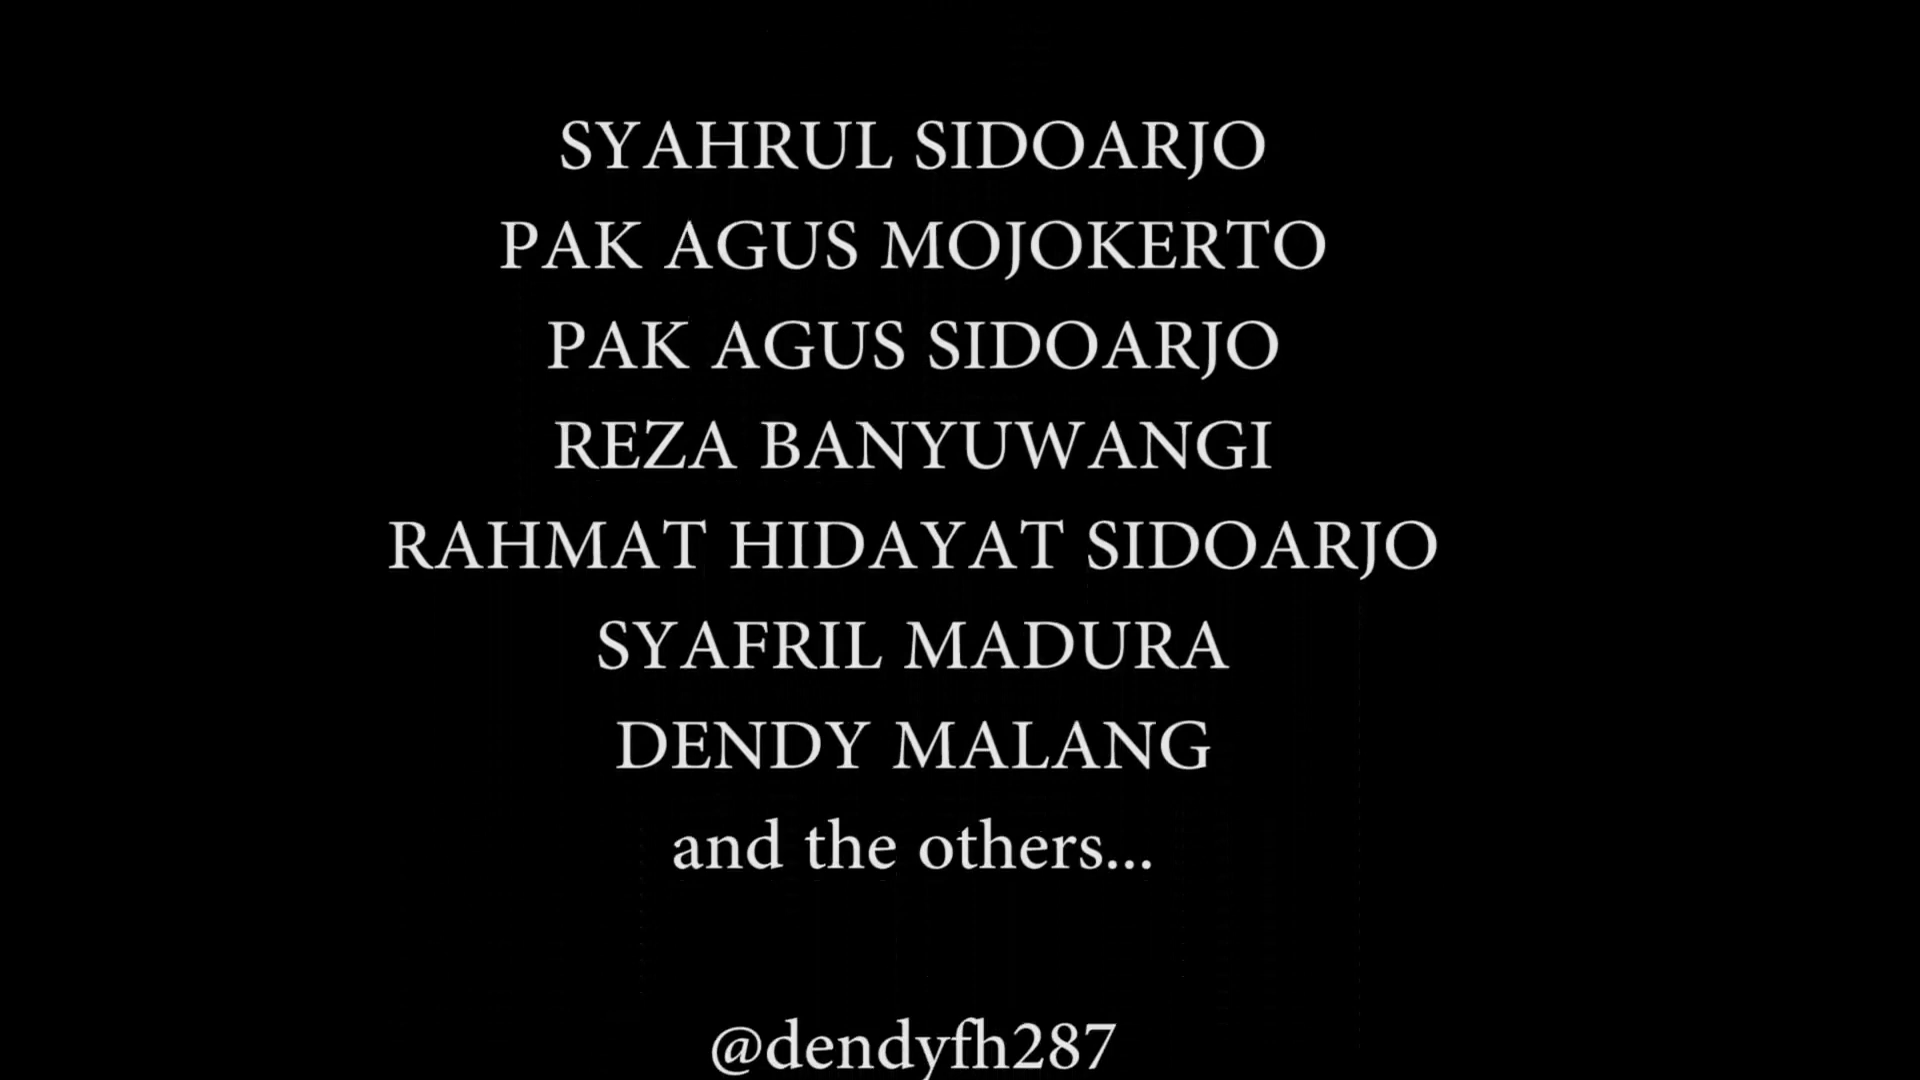 SYAHRUL SIDOARJO
PAK AGUS MOJOKERTO
PAK AGUS SIDOARJO
REZA BANYUWANGI
RAHMAT HIDAYAT SIDOARJO
SYAFRIL MADURA
DENDY MALANG
and the others...
@dendyfh287